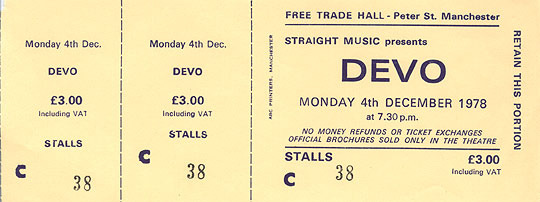 Monday 4th Dec.
DEVO
£3.00
Including VAT
STALLS
C 38
Monday 4th Dec.
DEVO
£3.00
Including VAT
STALLS
C 38
ARC PRINTERS, MANCHESTER
FREE TRADE HALL - Peter St. Manchester
STRAIGHT MUSIC presents
DEVO
MONDAY 4th DECEMBER 1978
at 7.30 p.m.
NO MONEY REFUNDS OR TICKET EXCHANGES
OFFICIAL BROCHURES SOLD ONLY IN THE THEATRE
STALLS £3.00
C 38 Including VAT
RETAIN THIS PORTION